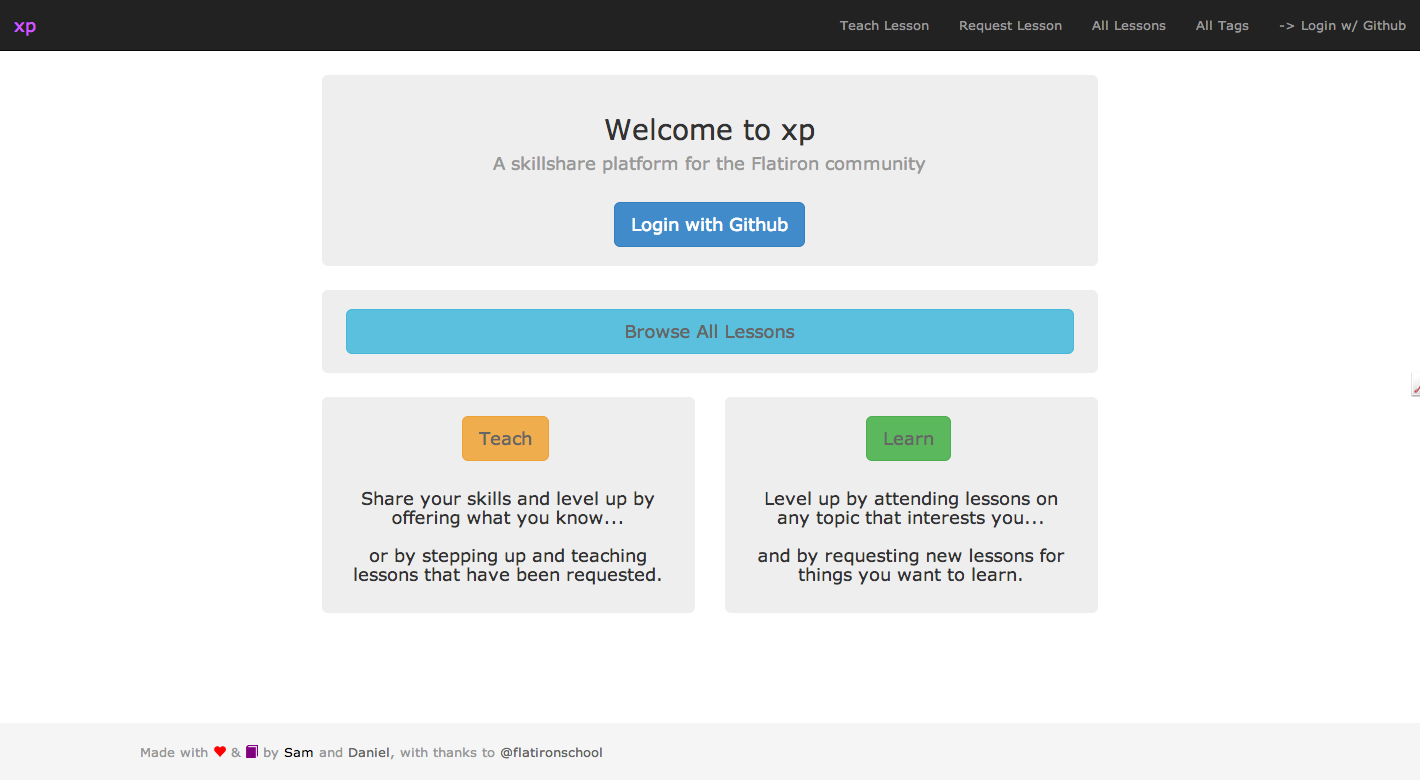 xp
Teach Lesson
Request Lesson
All Lessons
All Tags
-> Login w/ Github
Welcome to xp
A skillshare platform for the Flatiron community
Login with Github
Browse All Lessons
Teach
Share your skills and level up by
offering what you know...
or by stepping up and teaching
lessons that have been requested.
Learn
Level up by attending lessons on
any topic that interests you...
and by requesting new lessons for
things you want to learn.
Made with ♥ & by Sam and Daniel, with thanks to @flatironschool